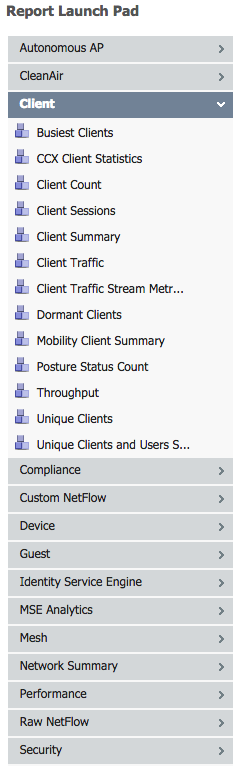 Report Launch Pad
Autonomous AP
CleanAir
Client
Busiest Clients
CCX Client Statistics
Client Count
Client Sessions
Client Summary
Client Traffic
Client Traffic Stream Metr...
Dormant Clients
Mobility Client Summary
Posture Status Count
Throughput
Unique Clients
Unique Clients and Users S...
Compliance
Custom NetFlow
Device
Guest
Identity Service Engine
MSE Analytics
Mesh
Network Summary
Performance
Raw NetFlow
Security